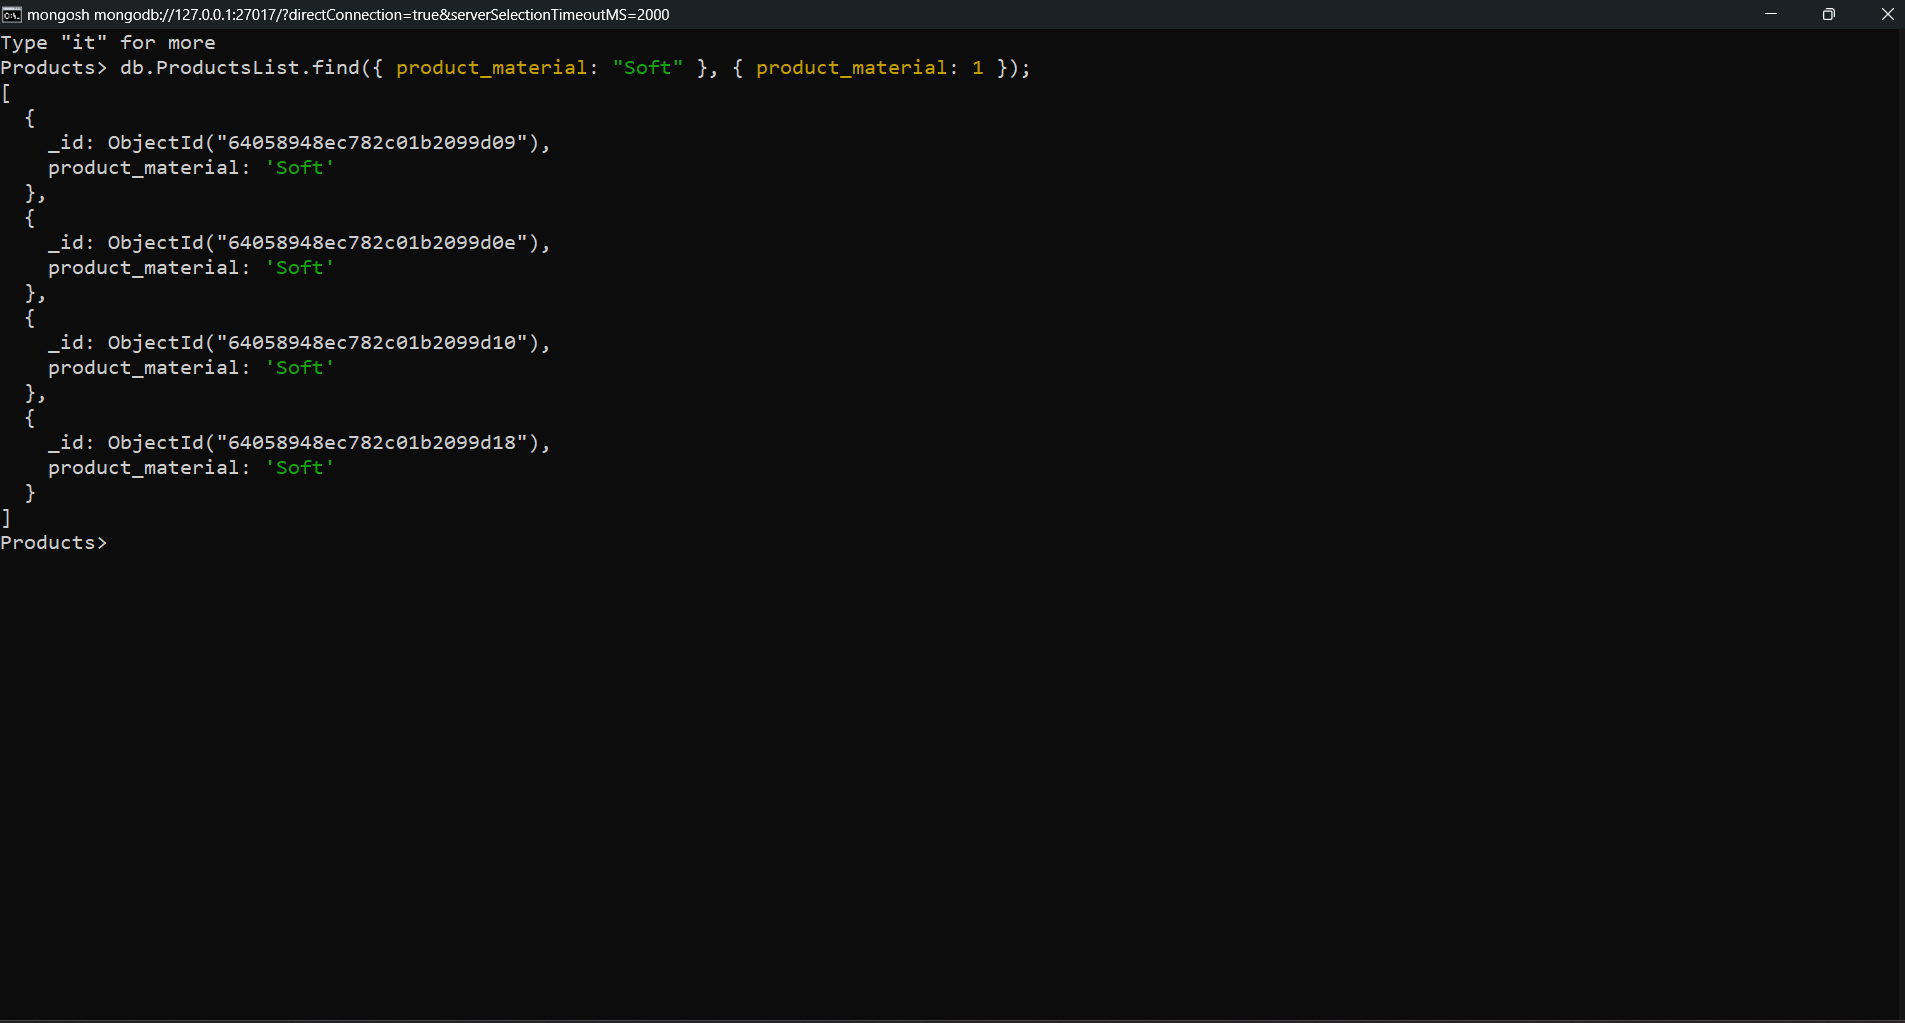 mongosh mongodb://127.0.0.1:27017/?directConnection=true&serverSelectionTimeoutMS=2000
Type "it" for more
Products> db.ProductsList.find({ product_material: "Soft" }, { product_material: 1 });
[
  {
    _id: ObjectId("64058948ec782c01b2099d09"),
    product_material: 'Soft'
  },
  {
    _id: ObjectId("64058948ec782c01b2099d0e"),
    product_material: 'Soft'
  },
  {
    _id: ObjectId("64058948ec782c01b2099d10"),
    product_material: 'Soft'
  },
  {
    _id: ObjectId("64058948ec782c01b2099d18"),
    product_material: 'Soft'
  }
]
Products>